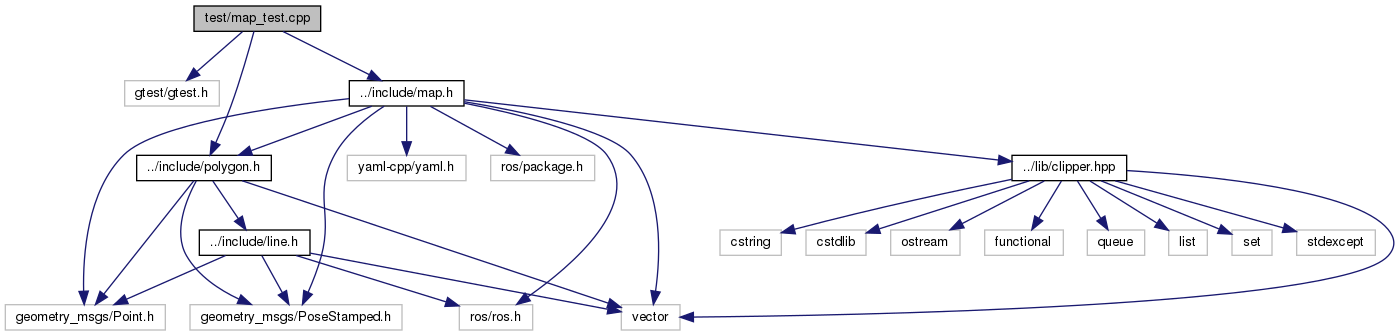 test/map_test.cpp
gtest/gtest.h
../include/map.h
../include/polygon.h
yaml-cpp/yaml.h
ros/package.h
../lib/clipper.hpp
../include/line.h
cstring
cstdlib
ostream
functional
queue
list
set
stdexcept
geometry_msgs/Point.h
geometry_msgs/PoseStamped.h
ros/ros.h
vector